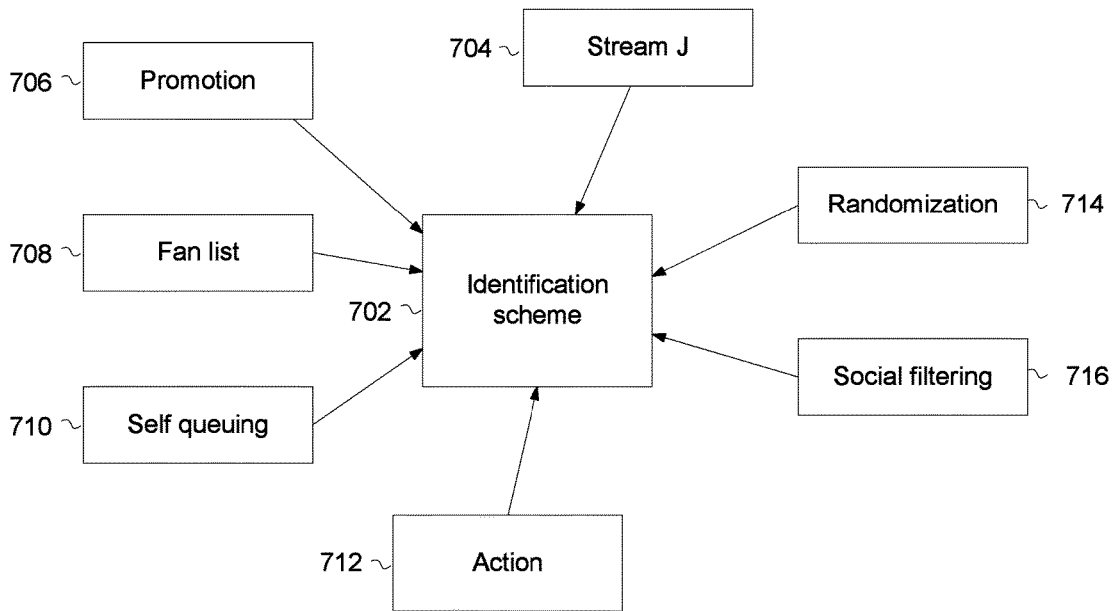 704
Stream J
706
Promotion
Randomization
714
708
Fan list
702
Identification
scheme
Social filtering
716
710
Self queuing
712
Action